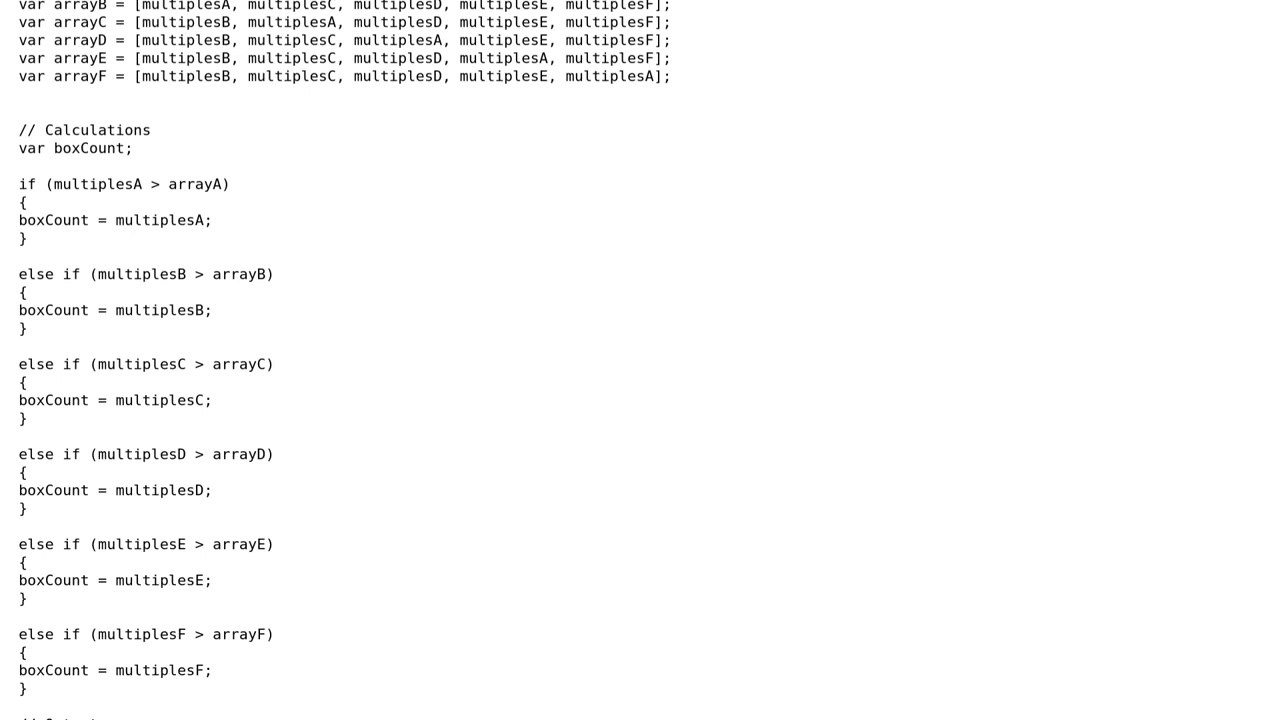 var arrayB = [multiplesA, multiplesC, multiplesD, multiplesE, multiplesF];
var arrayC = [multiplesB, multiplesA, multiplesD, multiplesE, multiplesF];
var arrayD = [multiplesB, multiplesC, multiplesA, multiplesE, multiplesF];
var arrayE = [multiplesB, multiplesC, multiplesD, multiplesA, multiplesF];
var arrayF = [multiplesB, multiplesC, multiplesD, multiplesE, multiplesA];
// Calculations
var boxCount;
if (multiplesA > arrayA)
{
boxCount = multiplesA;
}
else if (multiplesB > arrayB)
{
boxCount = multiplesB;
}
else if (multiplesC > arrayC)
{
boxCount = multiplesC;
}
else if (multiplesD > arrayD)
{
boxCount = multiplesD;
}
else if (multiplesE > arrayE)
{
boxCount = multiplesE;
}
else if (multiplesF > arrayF)
{
boxCount = multiplesF;
}